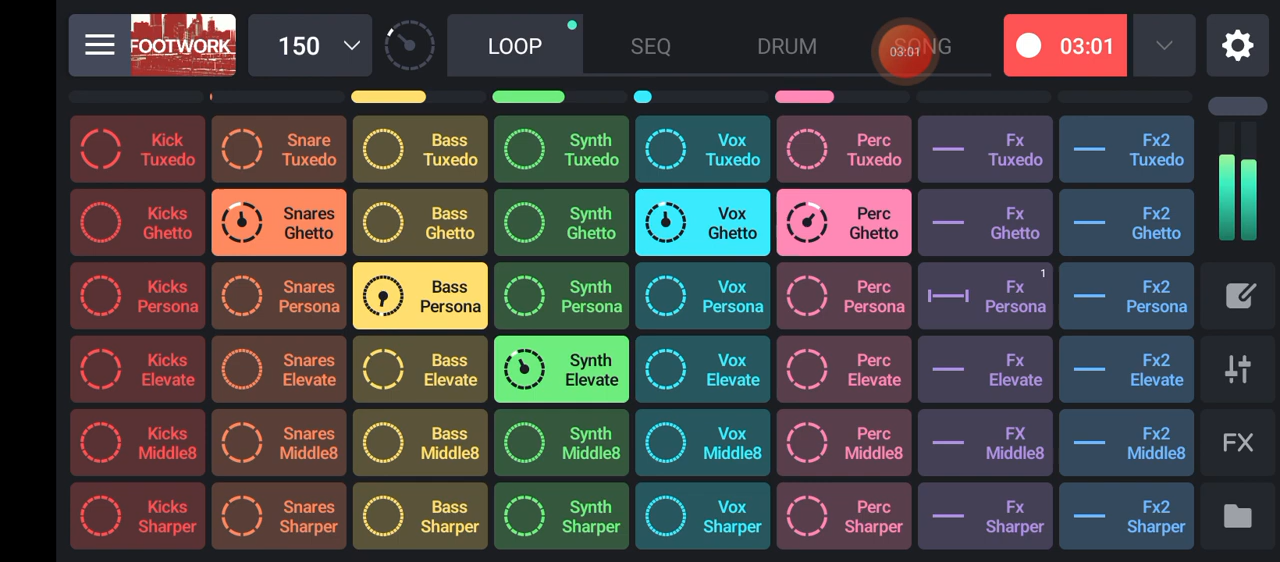 FOOTWORK
150
LOOP
SEQ
DRUM
SONG
03:01
03:01
Kick
Tuxedo
Snare
Tuxedo
Bass
Tuxedo
Synth
Tuxedo
Vox
Tuxedo
Perc
Tuxedo
Fx
Tuxedo
Fx2
Tuxedo
Kicks
Ghetto
Snares
Ghetto
Bass
Ghetto
Synth
Ghetto
Vox
Ghetto
Perc
Ghetto
Fx
Ghetto
Fx2
Ghetto
Kicks
Persona
Snares
Persona
Bass
Persona
Synth
Persona
Vox
Persona
Perc
Persona
1
Fx
Persona
Fx2
Persona
Kicks
Elevate
Snares
Elevate
Bass
Elevate
Synth
Elevate
Vox
Elevate
Perc
Elevate
Fx
Elevate
Fx2
Elevate
Kicks
Middle8
Snares
Middle8
Bass
Middle8
Synth
Middle8
Vox
Middle8
Perc
Middle8
FX
Middle8
Fx2
Middle8
FX
Kicks
Sharper
Snares
Sharper
Bass
Sharper
Synth
Sharper
Vox
Sharper
Perc
Sharper
Fx
Sharper
Fx2
Sharper